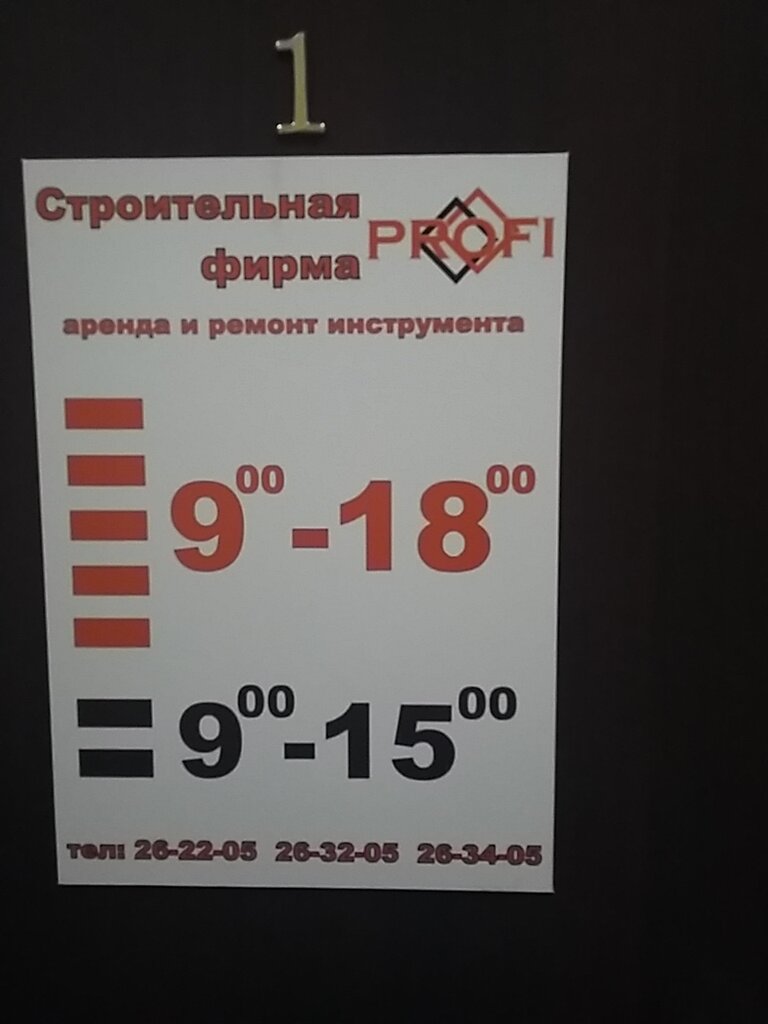 1
Строительная
фирма
PROFI
аренда и ремонт инструмента
9⁰⁰-18⁰⁰
9⁰⁰-15⁰⁰
тел: 26-22-05 26-32-05 26-34-05